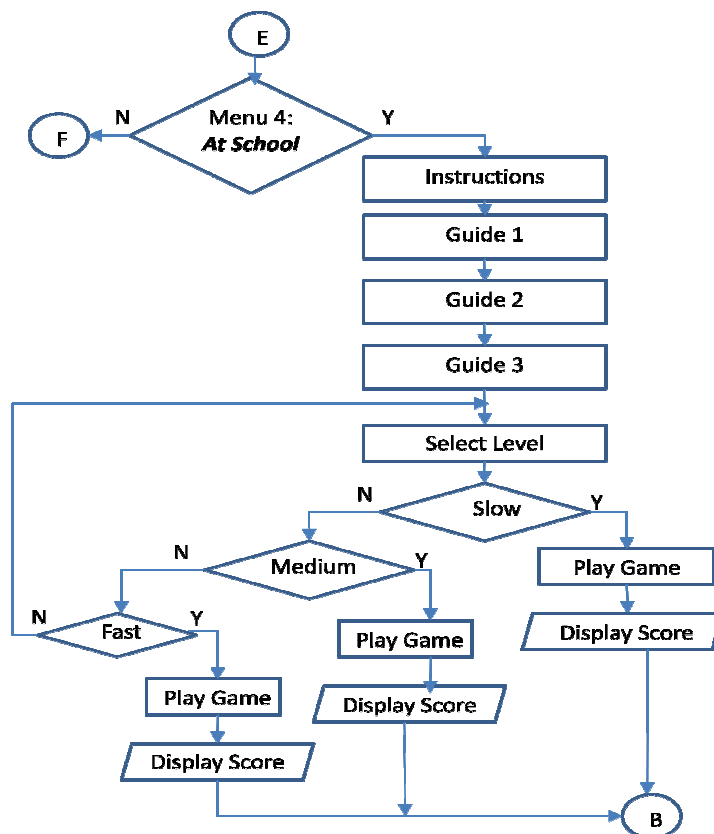 E
N
Menu 4:
Y
F
At School
Instructions
Guide 1
Guide 2
Guide 3
Select Level
N
Slow
Y
N
Medium
Y
Play Game
N
Fast
Y
Play Game
Display Score
Play Game
Display Score
Display Score
B